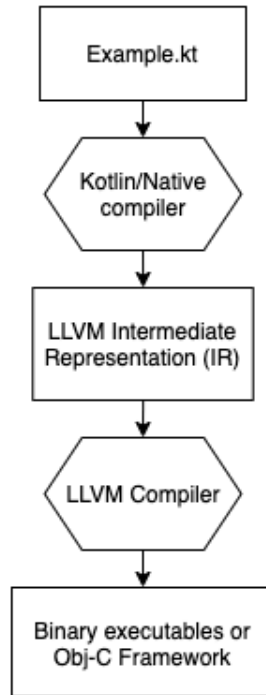 Example.kt
Kotlin/Native
compiler
LLVM Intermediate
Representation (IR)
LLVM Compiler
Binary executables or
Obj-C Framework